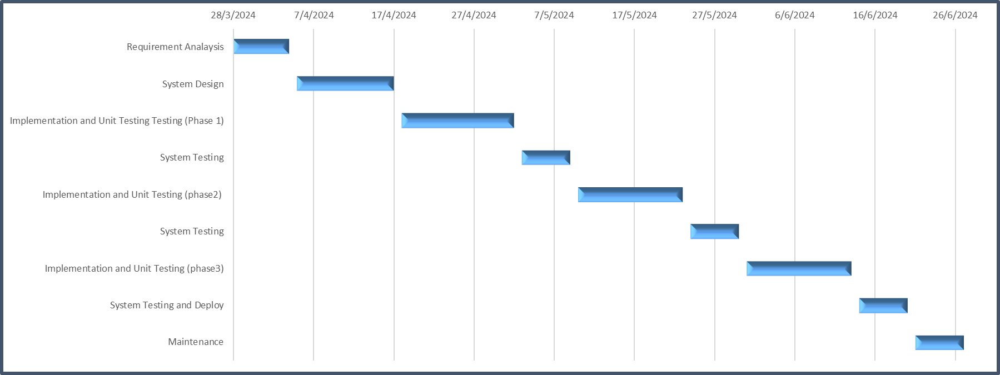 28/3/2024 7/4/2024 17/4/2024 27/4/2024 7/5/2024 17/5/2024 27/5/2024 6/6/2024 16/6/2024 26/6/2024
Requirement Analaysis
System Design
Implementation and Unit Testing Testing (Phase 1)
System Testing
Implementation and Unit Testing (phase2)
System Testing
Implementation and Unit Testing (phase3)
System Testing and Deploy
Maintenance